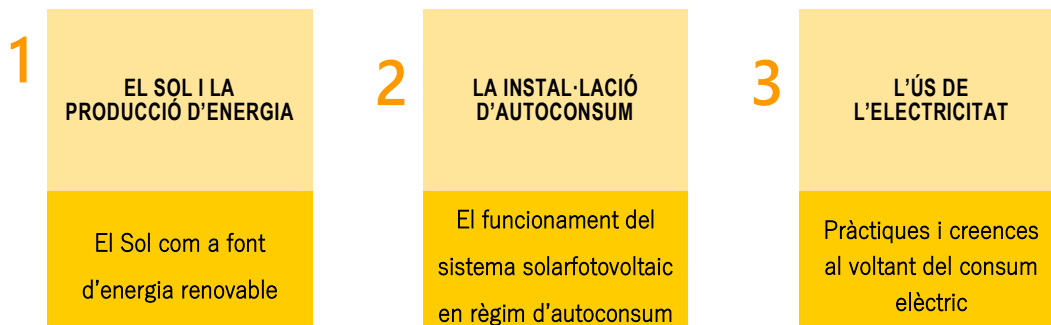 1
EL SOL I LA
PRODUCCIÓ D'ENERGIA
El Sol com a font
d'energia renovable
2
LA INSTAL·LACIÓ
D'AUTOCONSUM
El funcionament del
sistema solarfotovoltaic
en règim d'autoconsum
3
L'ÚS DE
L'ELECTRICITAT
Pràctiques i creences
al voltant del consum
elèctric